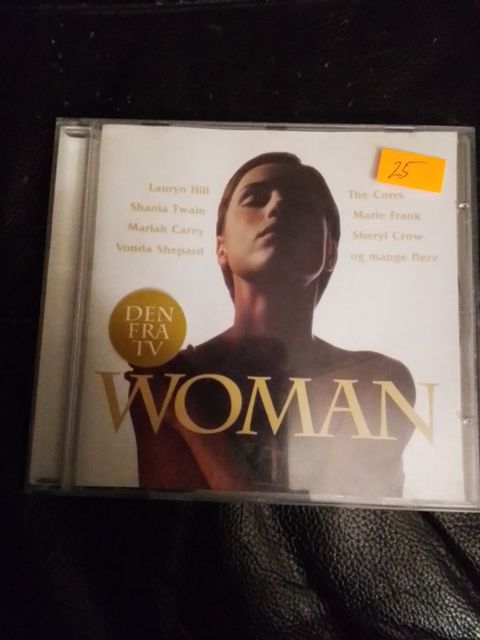 25
Lauryn Hill
Shania Twain
Mariah Carey
Vonda Shepard
The Corrs
Marie Frank
Sheryl Crow
og mange flere
DEN
FRA
TV
WOMAN